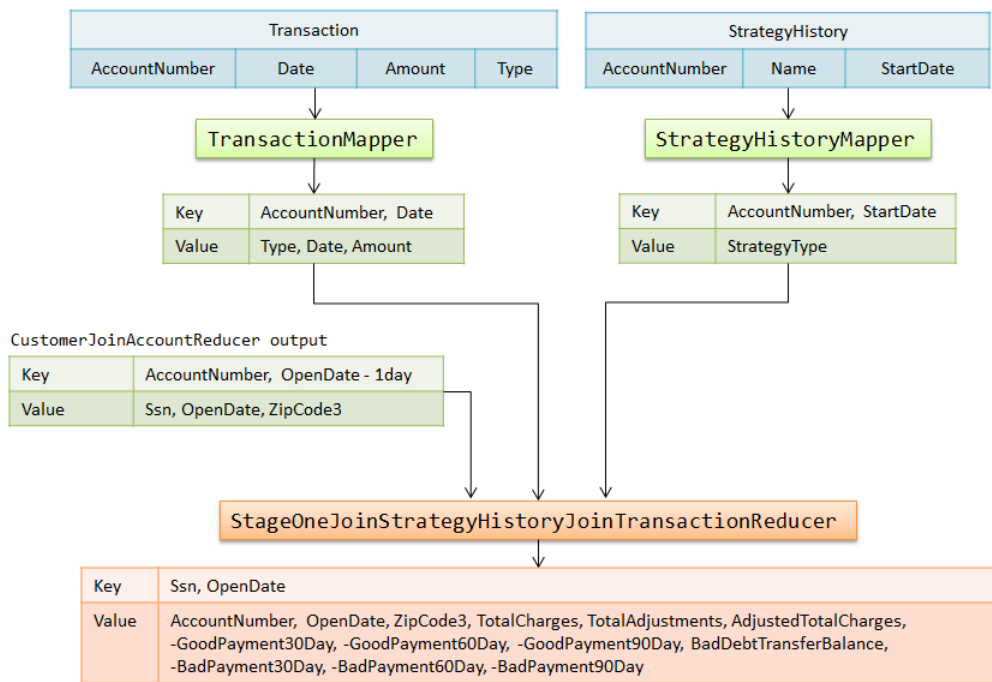 Transaction
AccountNumber Date Amount Type
StrategyHistory
AccountNumber Name StartDate
TransactionMapper
StrategyHistoryMapper
Key AccountNumber, Date
Value Type, Date, Amount
Key AccountNumber, StartDate
Value StrategyType
CustomerJoinAccountReducer output
Key AccountNumber, OpenDate - 1day
Value Ssn, OpenDate, ZipCode3
StageOneJoinStrategyHistoryJoinTransactionReducer
Key Ssn, OpenDate
Value AccountNumber, OpenDate, ZipCode3, TotalCharges, TotalAdjustments, AdjustedTotalCharges,
-GoodPayment30Day, -GoodPayment60Day, -GoodPayment90Day, BadDebtTransferBalance,
-BadPayment30Day, -BadPayment60Day, -BadPayment90Day